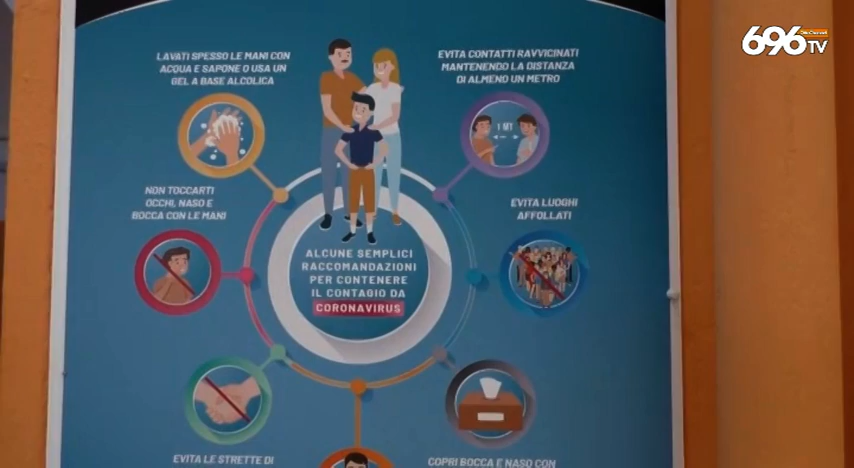 696 TV
LAVATI SPESSO LE MANI CON
ACQUA E SAPONE O USA UN
GEL A BASE ALCOLICA
EVITA CONTATTI RAVVICINATI
MANTENENDO LA DISTANZA
DI ALMENO UN METRO
1 MT
NON TOCCARTI
OCCHI, NASO E
BOCCA CON LE MANI
EVITA LUOGHI
AFFOLLATI
ALCUNE SEMPLICI
RACCOMANDAZIONI
PER CONTENERE
IL CONTAGIO DA
CORONAVIRUS
EVITA LE STRETTE DI
COPRI BOCCA E NASO CON